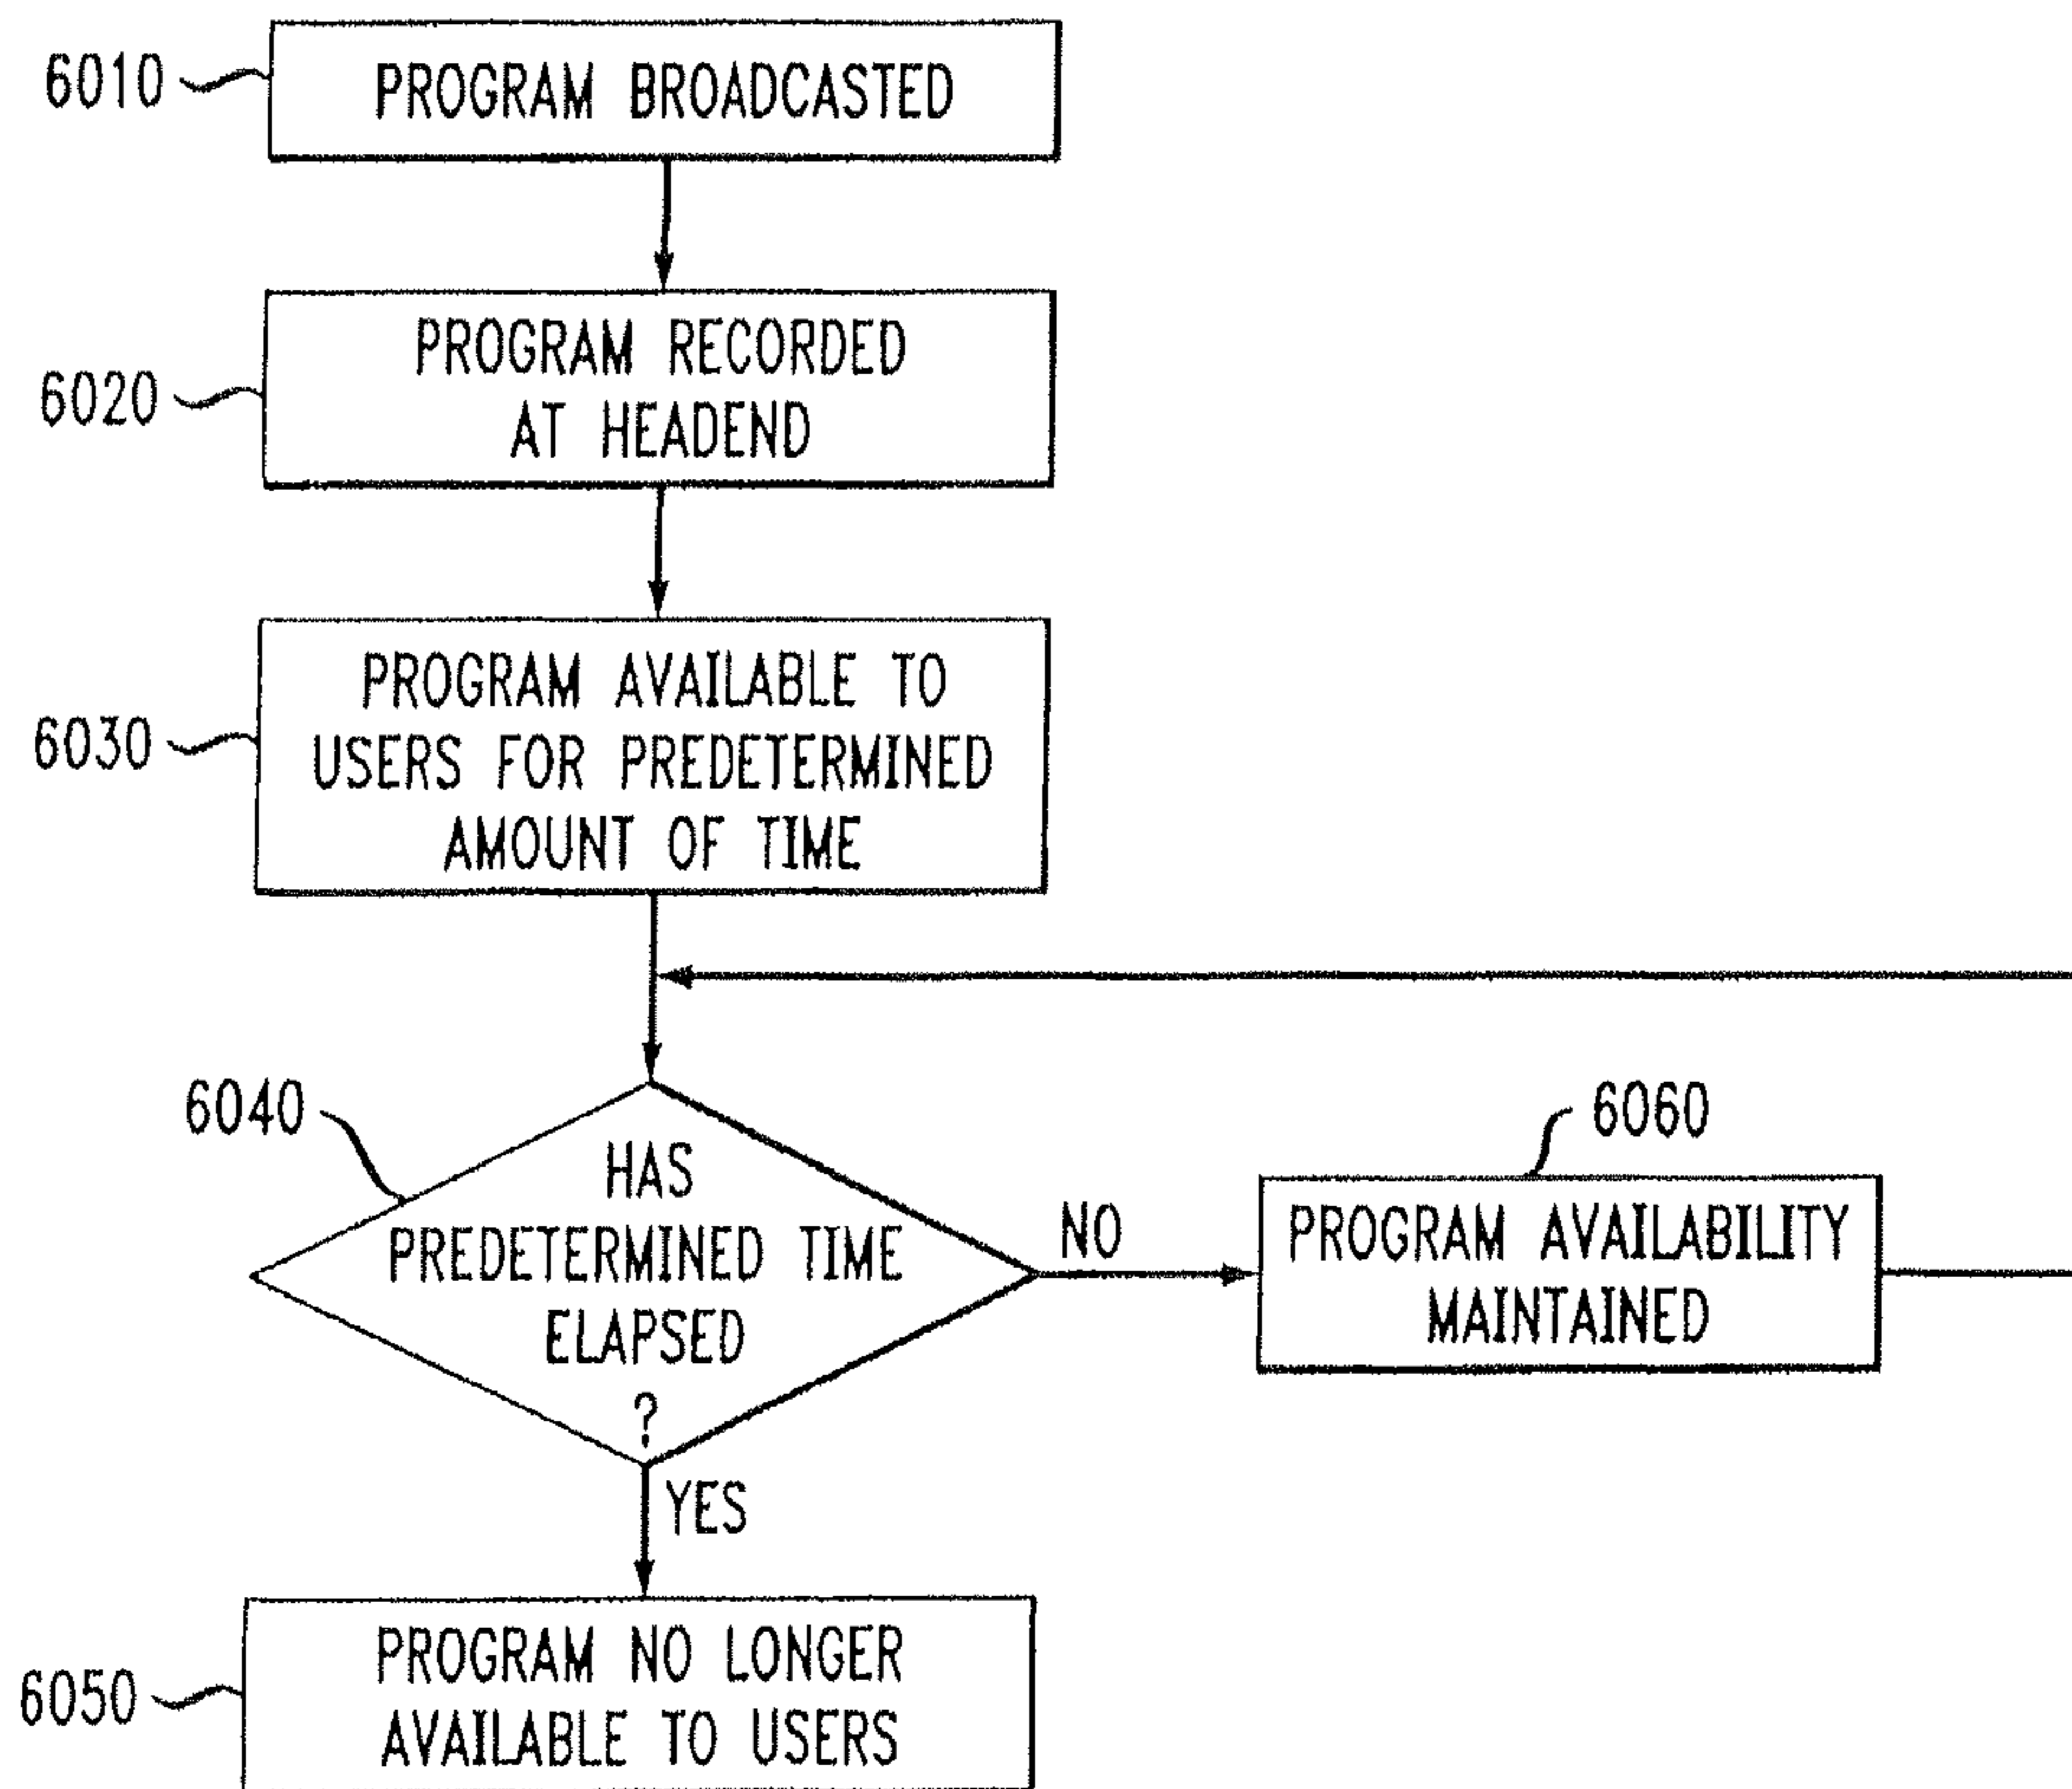 6010
PROGRAM BROADCASTED
6020
PROGRAM RECORDED
AT HEADEND
6030
PROGRAM AVAILABLE TO
USERS FOR PREDETERMINED
AMOUNT OF TIME
6040
HAS
PREDETERMINED TIME
ELAPSED
?
NO
6060
PROGRAM AVAILABILITY
MAINTAINED
YES
6050
PROGRAM NO LONGER
AVAILABLE TO USERS